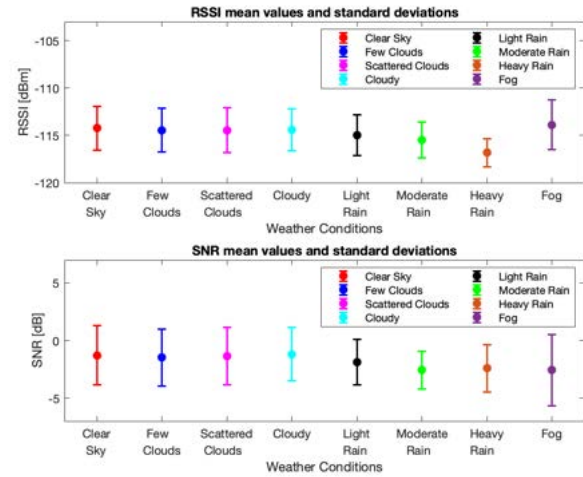 RSSI mean values and standard deviations
-105
-110
-115
-120
RSSI [dBm]
Clear Sky
Few Clouds
Scattered Clouds
Cloudy
Light Rain
Moderate Rain
Heavy Rain
Fog
Clear
Sky
Few
Clouds
Scattered
Clouds
Cloudy
Light
Rain
Moderate
Rain
Heavy
Rain
Fog
Weather Conditions
SNR mean values and standard deviations
5
0
-5
SNR [dB]
Clear Sky
Few Clouds
Scattered Clouds
Cloudy
Light Rain
Moderate Rain
Heavy Rain
Fog
Clear
Sky
Few
Clouds
Scattered
Clouds
Cloudy
Light
Rain
Moderate
Rain
Heavy
Rain
Fog
Weather Conditions